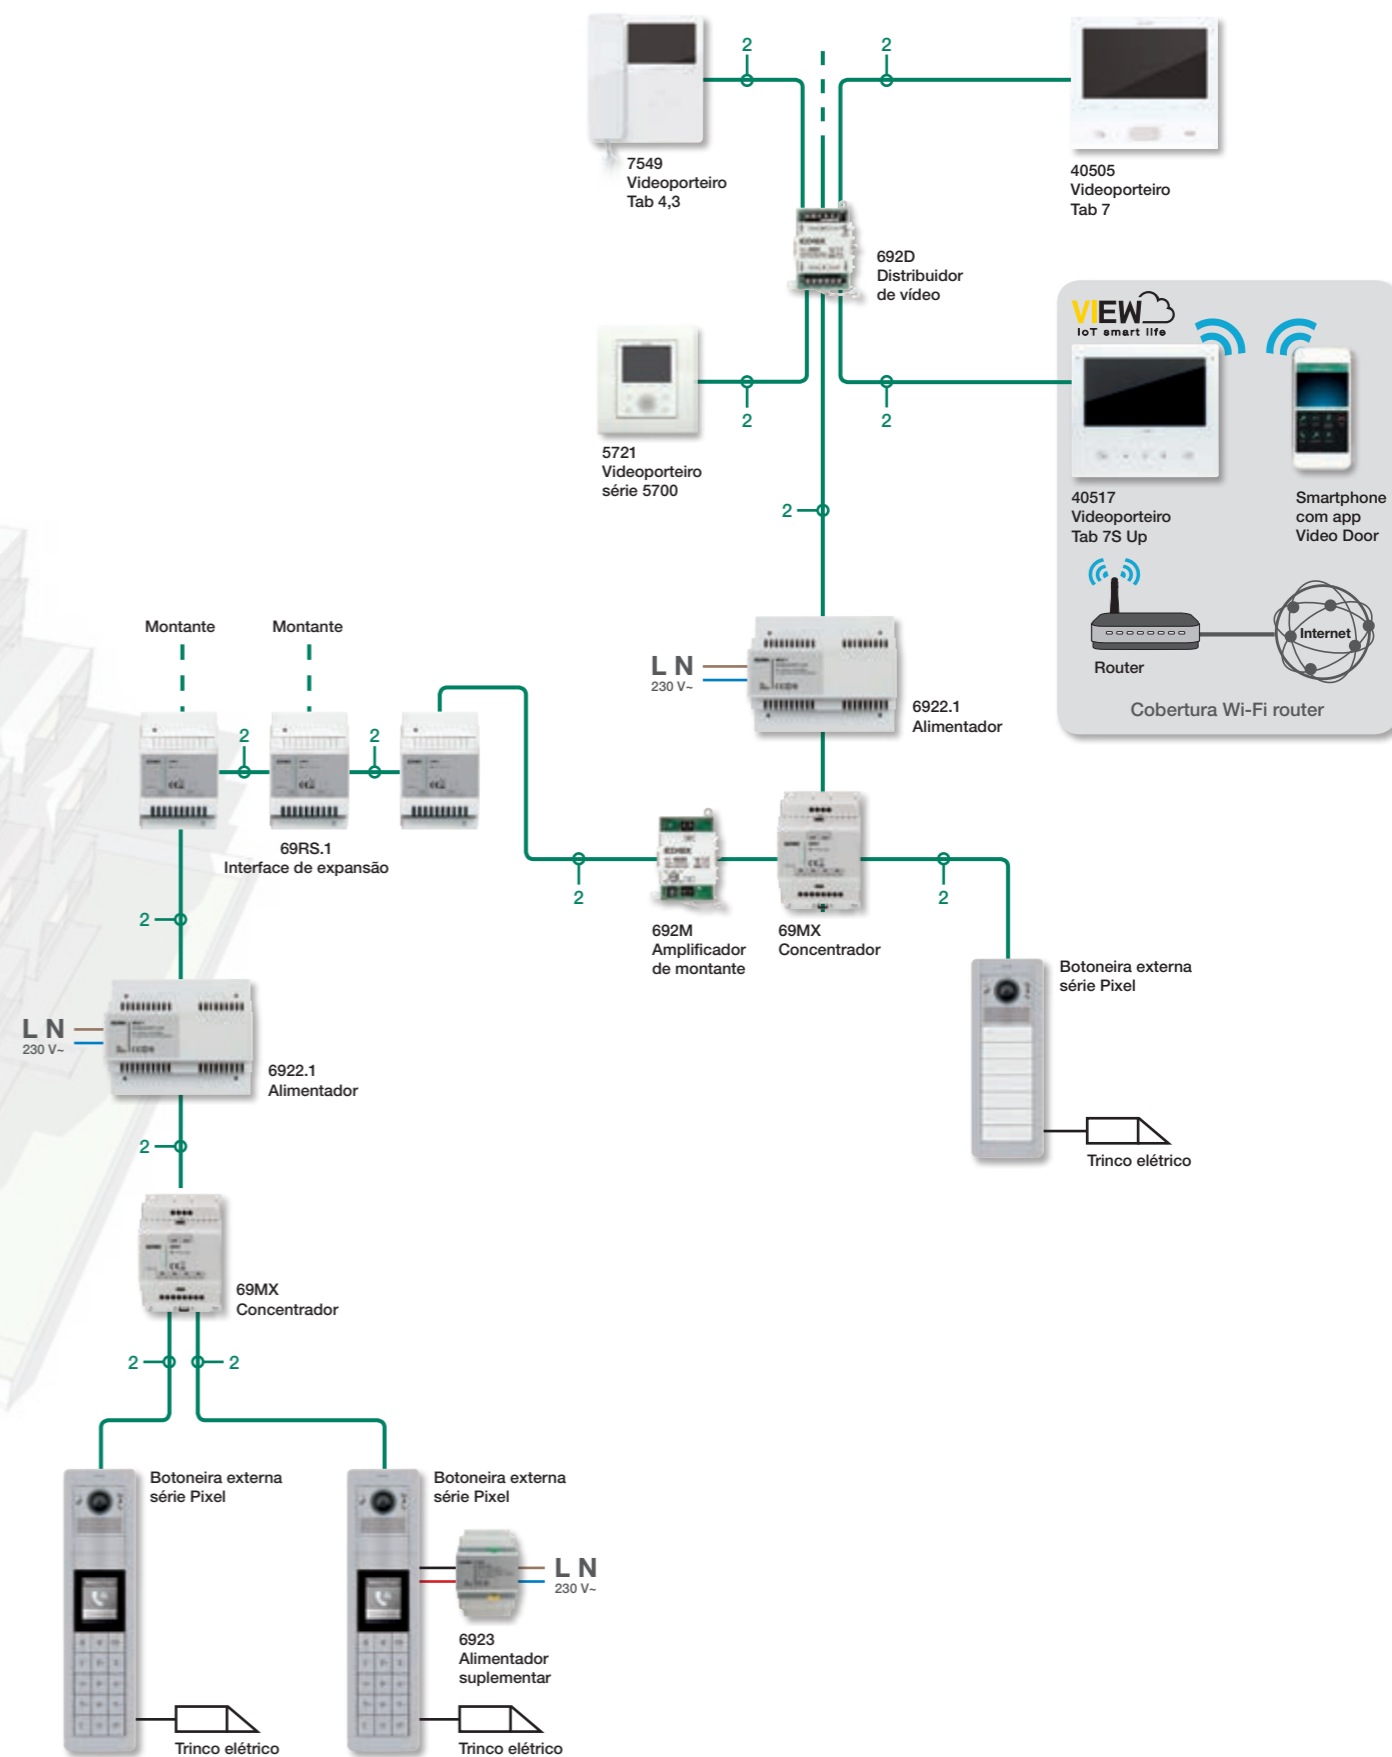 2
2
7549
Videoporteiro
Tab 4,3
40505
Videoporteiro
Tab 7
692D
Distribuidor
de vídeo
VIEW
IoT smart life
2
2
5721
Videoporteiro
série 5700
40517
Videoporteiro
Tab 7S Up
Smartphone
com app
Video Door
2
Router
Internet
Cobertura Wi-Fi router
Montante
Montante
L N
230 V~
6922.1
Alimentador
2
2
69RS.1
Interface de expansão
2
2
692M
Amplificador
de montante
69MX
Concentrador
2
Botoneira externa
série Pixel
L N
230 V~
6922.1
Alimentador
Trinco elétrico
2
69MX
Concentrador
2
2
Botoneira externa
série Pixel
Botoneira externa
série Pixel
L N
230 V~
6923
Alimentador
suplementar
Trinco elétrico
Trinco elétrico